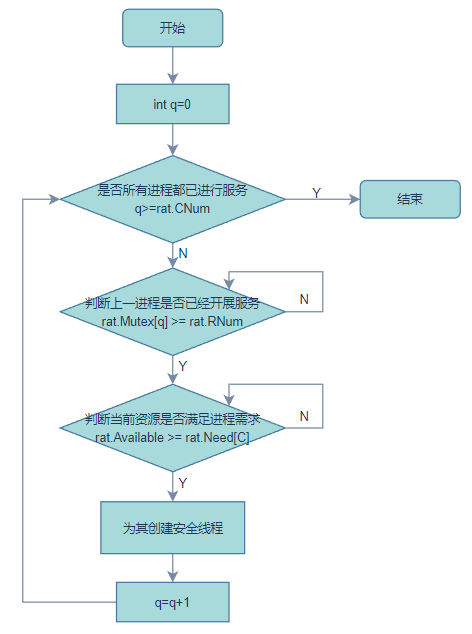 开始
int q=0
是否所有进程都已进行服务
q>=rat.CNum
Y
结束
N
判断上一进程是否已经开展服务
rat.Mutex[q] >= rat.RNum
N
Y
判断当前资源是否满足进程需求
rat.Available >= rat.Need[C]
N
Y
为其创建安全线程
q=q+1